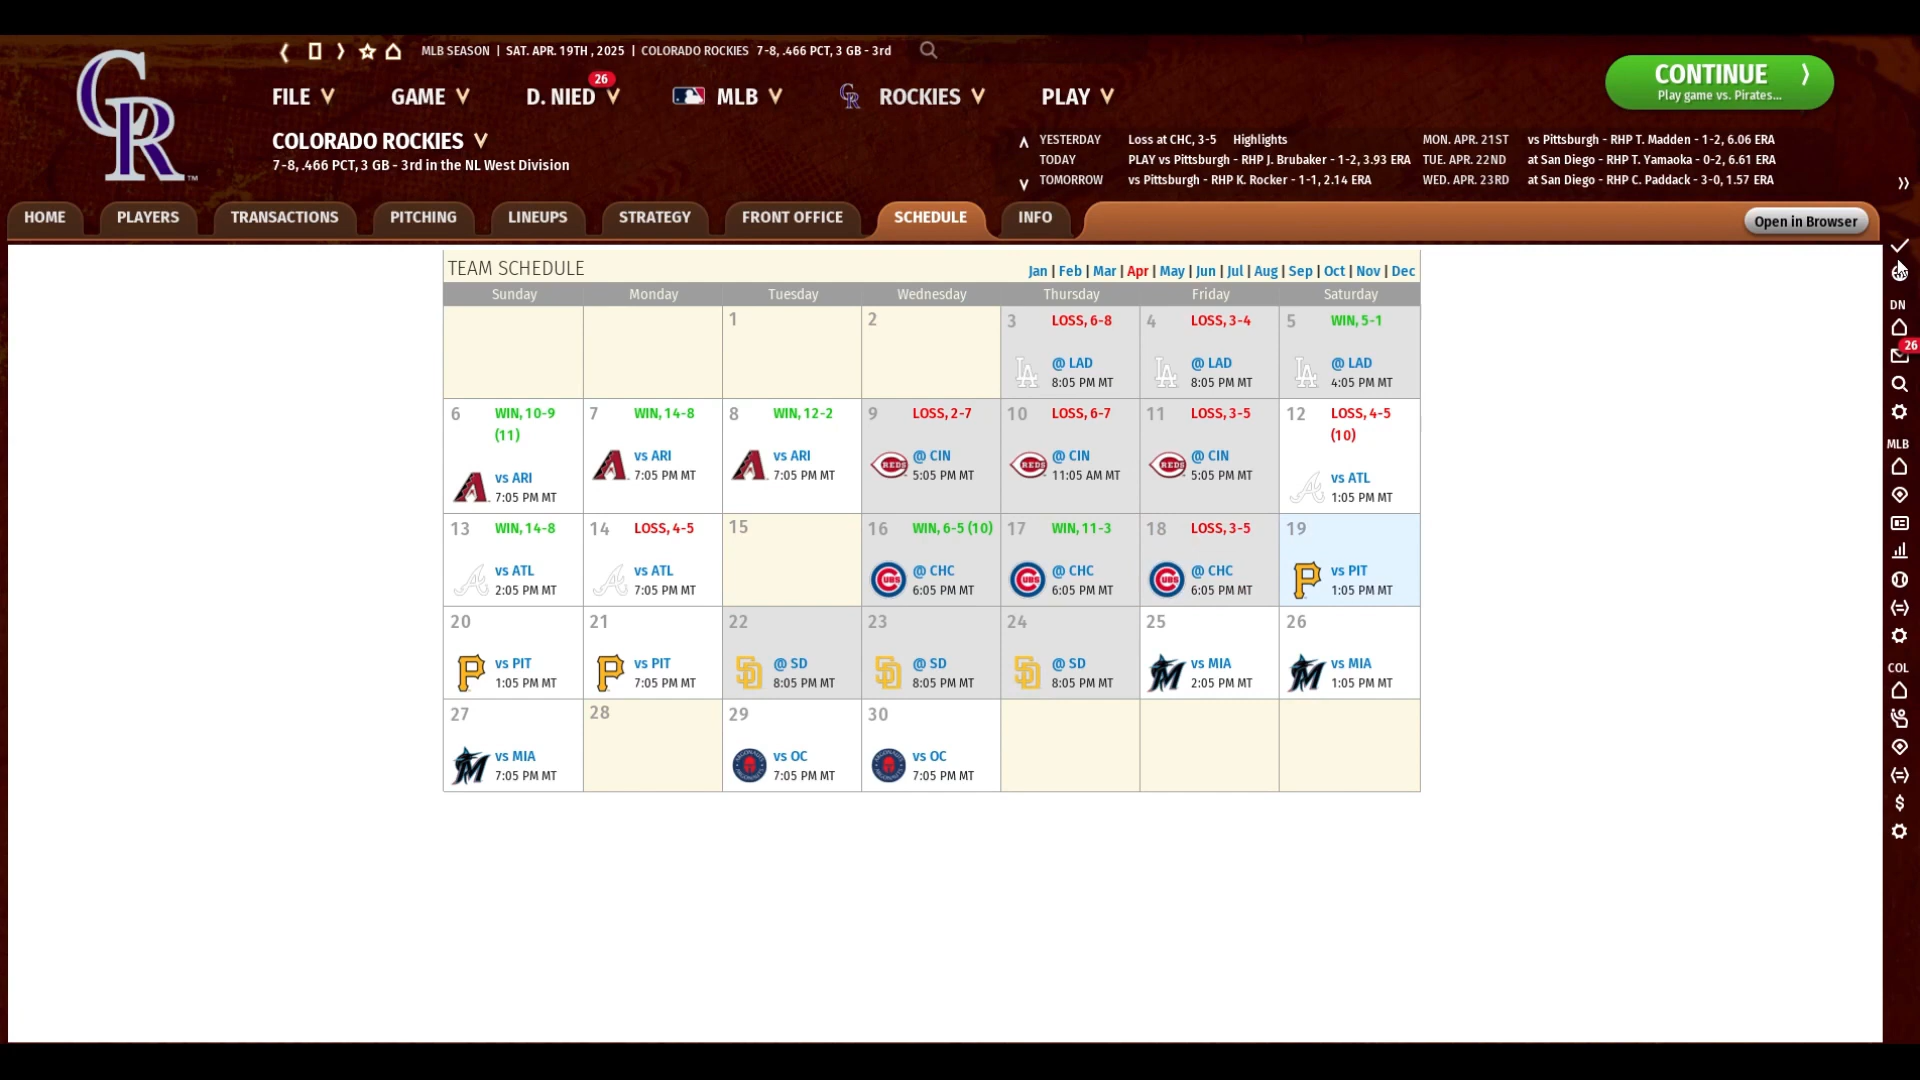 MLB SEASON | SAT. APR. 19TH , 2025 | COLORADO ROCKIES 7-8, .466 PCT, 3 GB - 3rd
FILE GAME D. NIED 26 MLB ROCKIES PLAY
CONTINUE
Play game vs. Pirates...
COLORADO ROCKIES
7-8, .466 PCT, 3 GB - 3rd in the NL West Division
YESTERDAY Loss at CHC, 3-5 Highlights MON. APR. 21ST vs Pittsburgh - RHP T. Madden - 1-2, 6.06 ERA
TODAY PLAY vs Pittsburgh - RHP J. Brubaker - 1-2, 3.93 ERA TUE. APR. 22ND at San Diego - RHP T. Yamaoka - 0-2, 6.61 ERA
TOMORROW vs Pittsburgh - RHP K. Rocker - 1-1, 2.14 ERA WED. APR. 23RD at San Diego - RHP C. Paddack - 3-0, 1.57 ERA
HOME PLAYERS TRANSACTIONS PITCHING LINEUPS STRATEGY FRONT OFFICE SCHEDULE INFO Open in Browser
TEAM SCHEDULE Jan | Feb | Mar | Apr | May | Jun | Jul | Aug | Sep | Oct | Nov | Dec
Sunday Monday Tuesday Wednesday Thursday Friday Saturday
1 2 3 LOSS, 6-8 4 LOSS, 3-4 5 WIN, 5-1
@ LAD @ LAD @ LAD
8:05 PM MT 8:05 PM MT 4:05 PM MT
6 WIN, 10-9 7 WIN, 14-8 8 WIN, 12-2 9 LOSS, 2-7 10 LOSS, 6-7 11 LOSS, 3-5 12 LOSS, 4-5
(11) (10)
vs ARI vs ARI @ CIN @ CIN @ CIN
7:05 PM MT 7:05 PM MT 5:05 PM MT 11:05 AM MT 5:05 PM MT
vs ARI vs ATL
7:05 PM MT 1:05 PM MT
13 WIN, 14-8 14 LOSS, 4-5 15 16 WIN, 6-5 (10) 17 WIN, 11-3 18 LOSS, 3-5 19
vs ATL vs ATL @ CHC @ CHC @ CHC vs PIT
2:05 PM MT 7:05 PM MT 6:05 PM MT 6:05 PM MT 6:05 PM MT 1:05 PM MT
20 21 22 23 24 25 26
vs PIT vs PIT @ SD @ SD @ SD vs MIA vs MIA
1:05 PM MT 7:05 PM MT 8:05 PM MT 8:05 PM MT 8:05 PM MT 2:05 PM MT 1:05 PM MT
27 28 29 30
vs MIA vs OC vs OC
7:05 PM MT 7:05 PM MT 7:05 PM MT
DN
26
MLB
COL